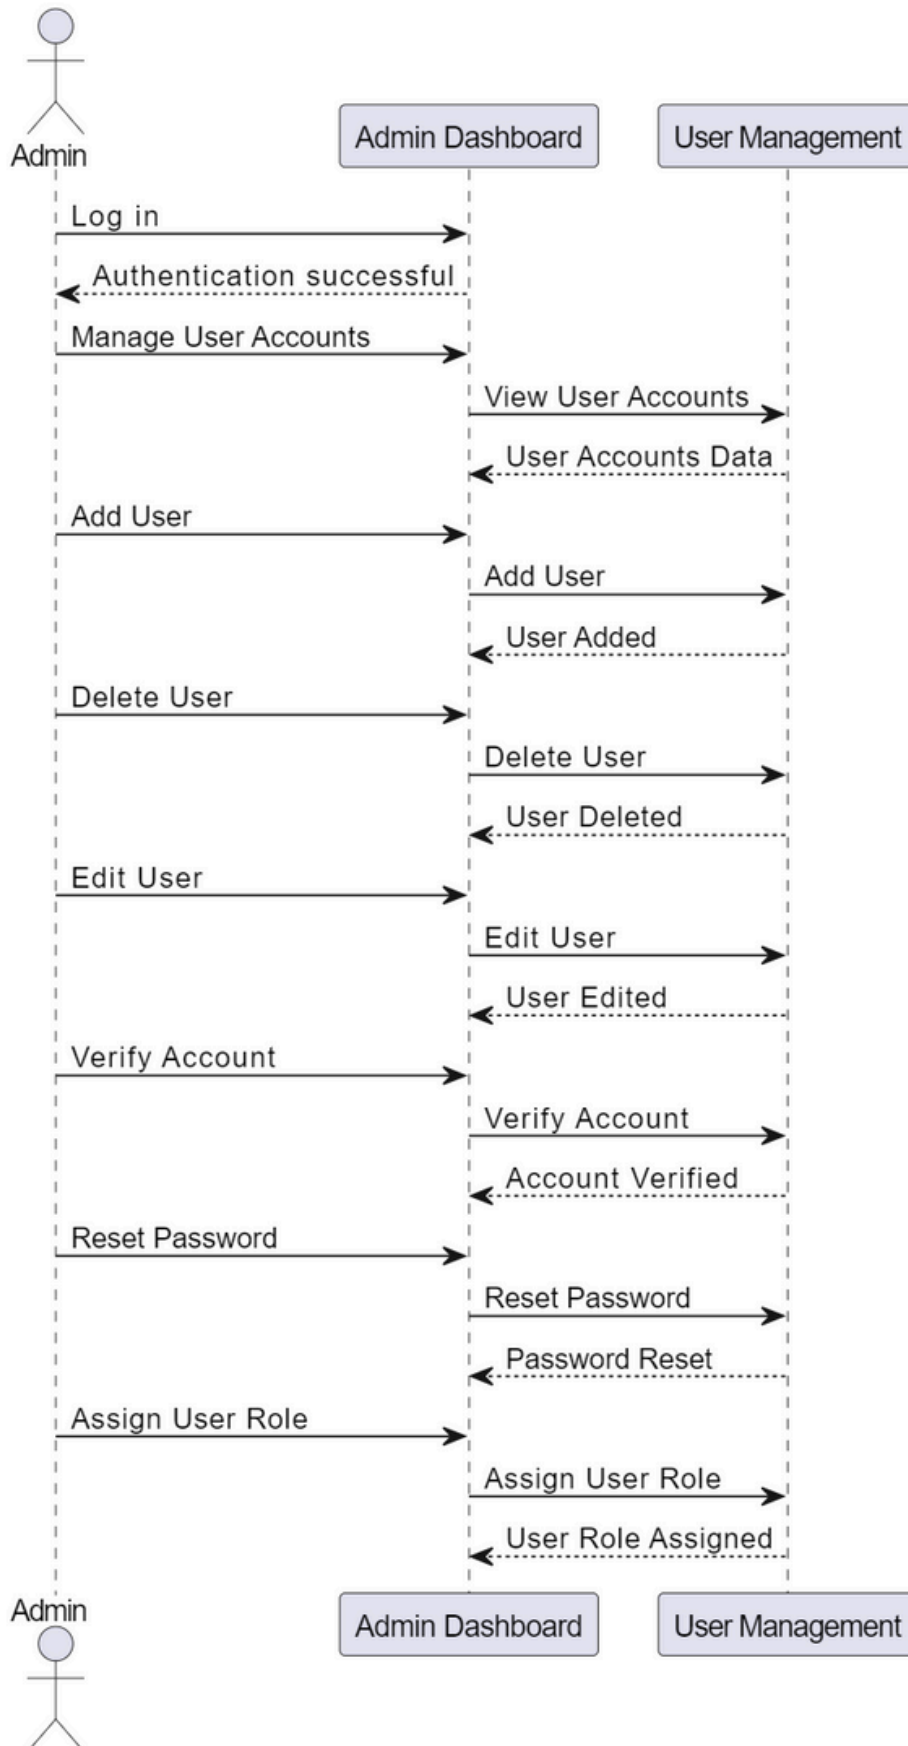 Admin
Admin Dashboard
User Management
Log in
Authentication successful
Manage User Accounts
View User Accounts
User Accounts Data
Add User
Add User
User Added
Delete User
Delete User
User Deleted
Edit User
Edit User
User Edited
Verify Account
Verify Account
Account Verified
Reset Password
Reset Password
Password Reset
Assign User Role
Assign User Role
User Role Assigned
Admin
Admin Dashboard
User Management